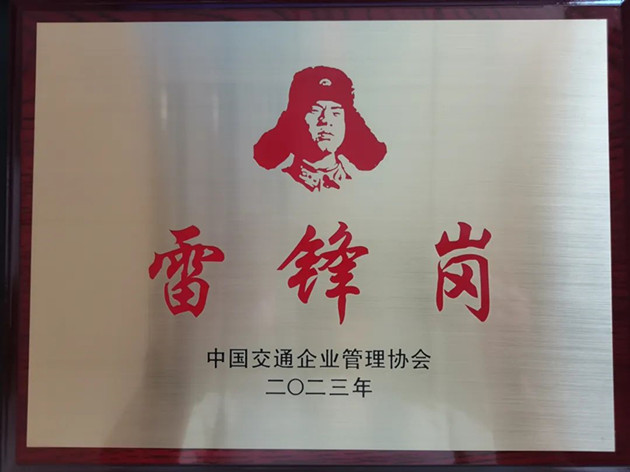 雷锋岗
中国交通企业管理协会
二〇二三年